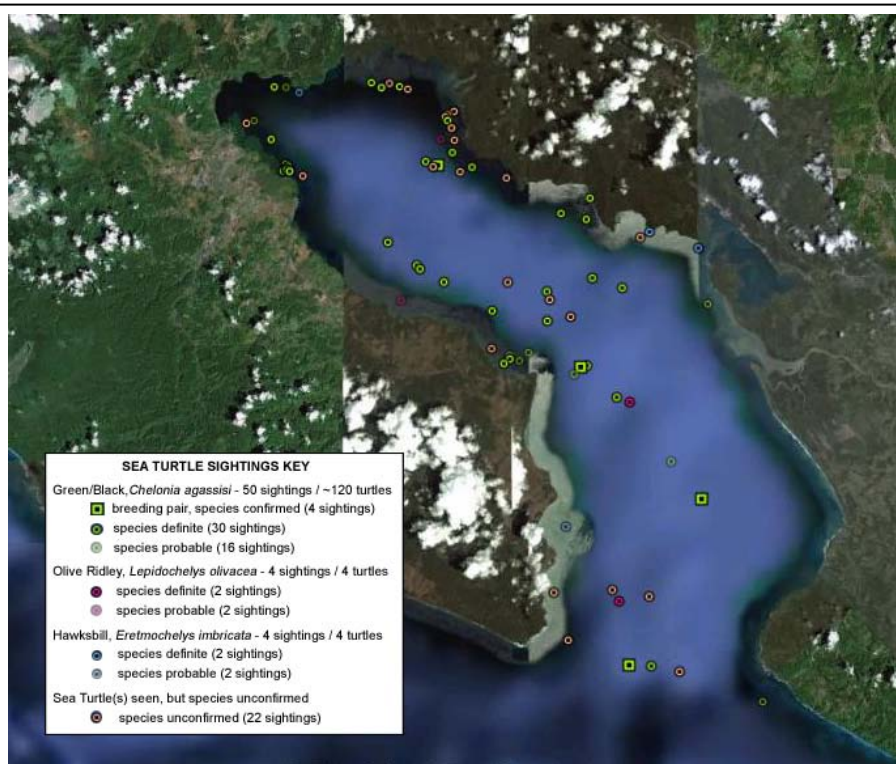 SEA TURTLE SIGHTINGS KEY
Green/Black, Chelonia agassisi - 50 sightings / ~120 turtles
breeding pair, species confirmed (4 sightings)
species definite (30 sightings)
species probable (16 sightings)
Olive Ridley, Lepidochelys olivacea - 4 sightings / 4 turtles
species definite (2 sightings)
species probable (2 sightings)
Hawksbill, Eretmochelys imbricata - 4 sightings / 4 turtles
species definite (2 sightings)
species probable (2 sightings)
Sea Turtle(s) seen, but species unconfirmed
species unconfirmed (22 sightings)